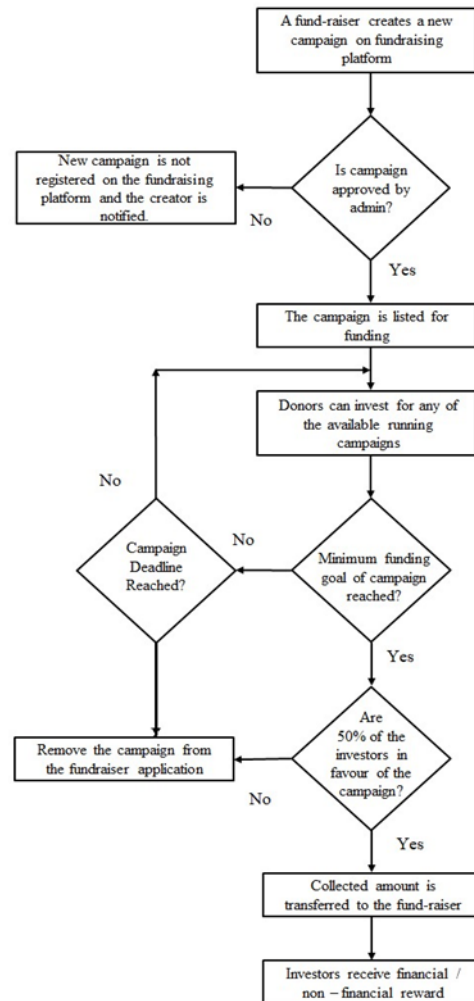 A fund-raiser creates a new
campaign on fundraising
platform
New campaign is not
registered on the fundraising
platform and the creator is
notified.
No
Is campaign
approved by
admin?
Yes
The campaign is listed for
funding
Donors can invest for any of
the available running
campaigns
No
Campaign
Deadline
Reached?
No
Minimum funding
goal of campaign
reached?
Yes
Are
50% of the
investors in
favour of the
campaign?
Remove the campaign from
the fundraiser application
No
Yes
Collected amount is
transferred to the fund-raiser
Investors receive financial /
non – financial reward